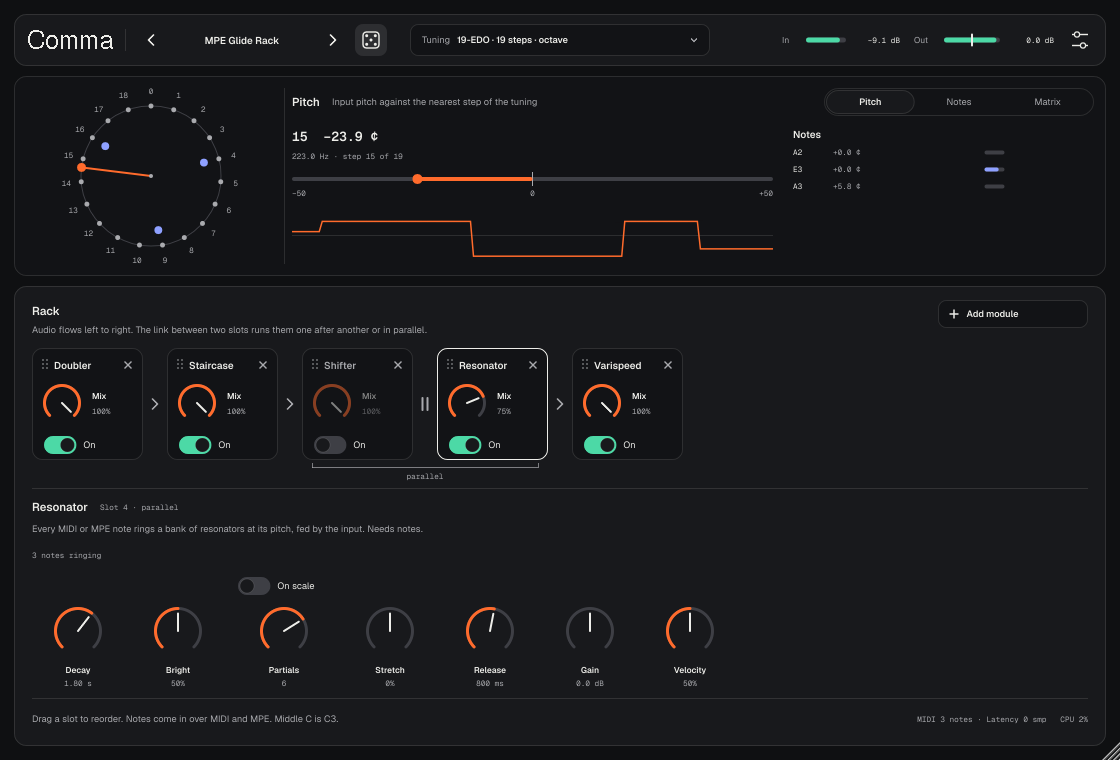 Comma
MPE Glide Rack
Tuning 19-EDO · 19 steps · octave
In -9.1 dB Out 0.0 dB
0
1
2
3
4
5
6
7
8
9
10
11
12
13
14
15
16
17
18
Pitch Input pitch against the nearest step of the tuning
15 −23.9 ¢
223.0 Hz · step 15 of 19
-50 0 +50
Pitch Notes Matrix
Notes
A2 +0.0 ¢
E3 +0.0 ¢
A3 +5.8 ¢
Rack
Audio flows left to right. The link between two slots runs them one after another or in parallel.
Add module
Doubler
Mix
100%
On
Staircase
Mix
100%
On
Shifter
Mix
100%
On
Resonator
Mix
75%
On
Varispeed
Mix
100%
On
parallel
Resonator Slot 4 · parallel
Every MIDI or MPE note rings a bank of resonators at its pitch, fed by the input. Needs notes.
3 notes ringing
On scale
Decay Bright Partials Stretch Release Gain Velocity
1.80 s 50% 6 0% 800 ms 0.0 dB 50%
Drag a slot to reorder. Notes come in over MIDI and MPE. Middle C is C3.
MIDI 3 notes · Latency 0 smp CPU 2%